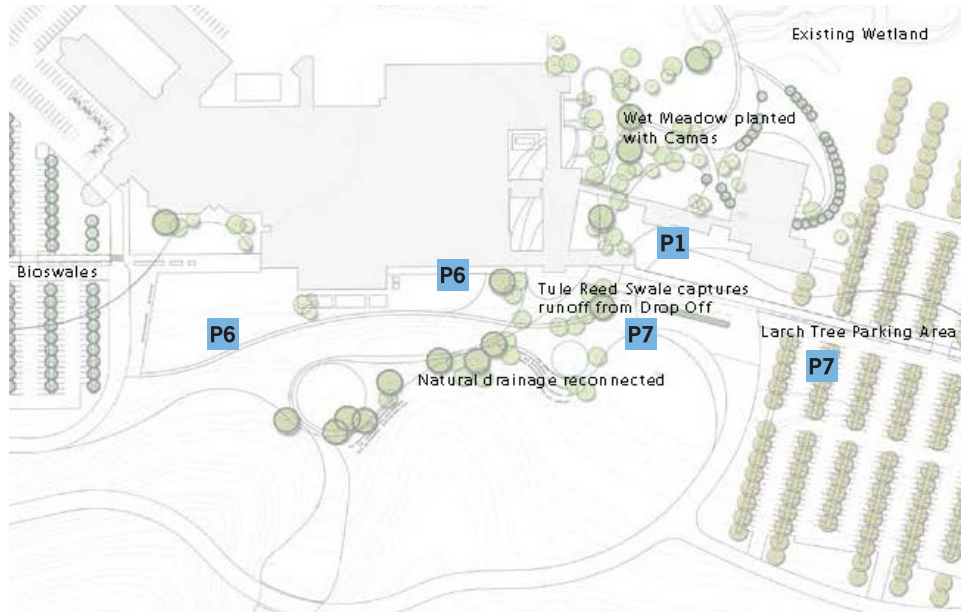 Existing Wetland
Wet Meadow planted
with Camas
P1
Bioswales
P6
Tule Reed Swale captures
runoff from Drop Off
P6
P7
Larch Tree Parking Area
P7
Natural drainage reconnected